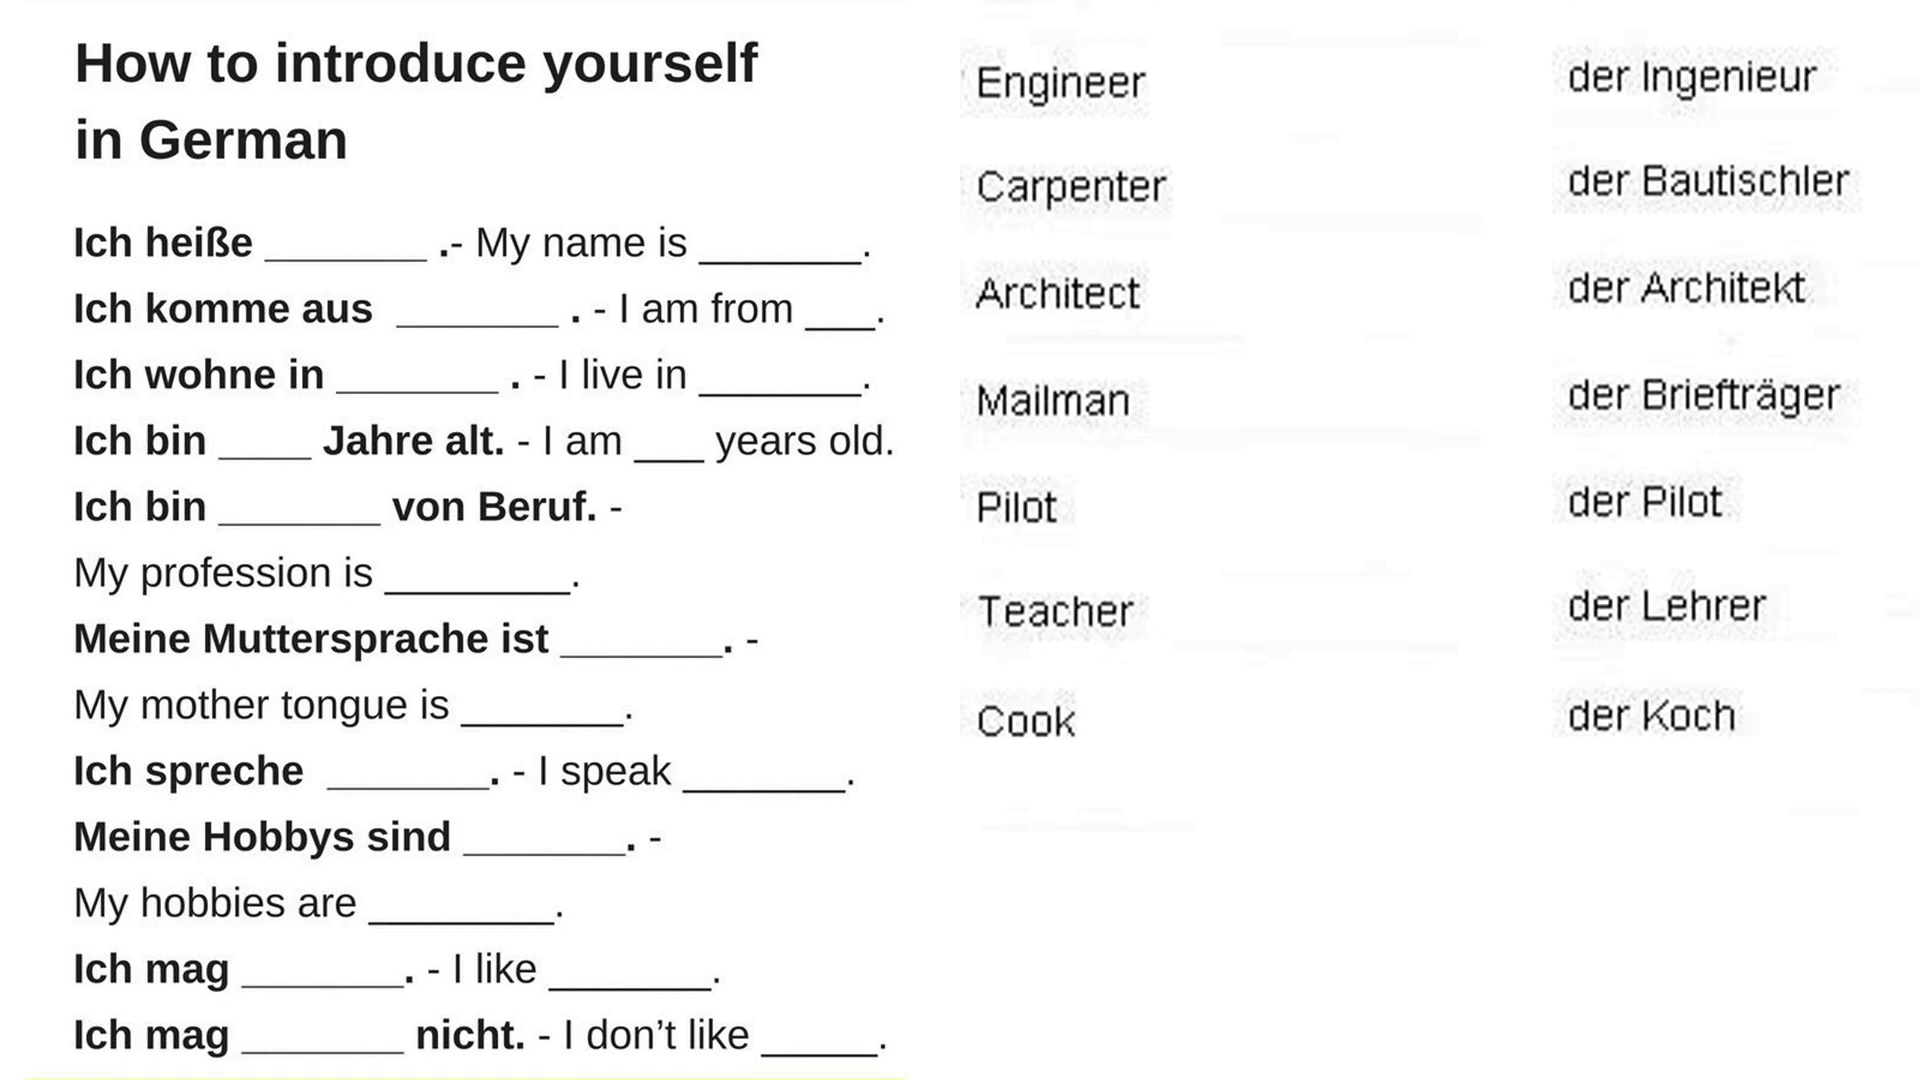 How to introduce yourself
in German
Ich heiße _______ .- My name is _______.
Ich komme aus _______ . - I am from ___.
Ich wohne in _______ . - I live in _______.
Ich bin ____ Jahre alt. - I am ___ years old.
Ich bin _______ von Beruf. -
My profession is ________.
Meine Muttersprache ist _______. -
My mother tongue is _______.
Ich spreche _______. - I speak _______.
Meine Hobbys sind _______. -
My hobbies are ________.
Ich mag _______. - I like _______.
Ich mag _______ nicht. - I don’t like _____.
Engineer der Ingenieur
Carpenter der Bautischler
Architect der Architekt
Mailman der Briefträger
Pilot der Pilot
Teacher der Lehrer
Cook der Koch